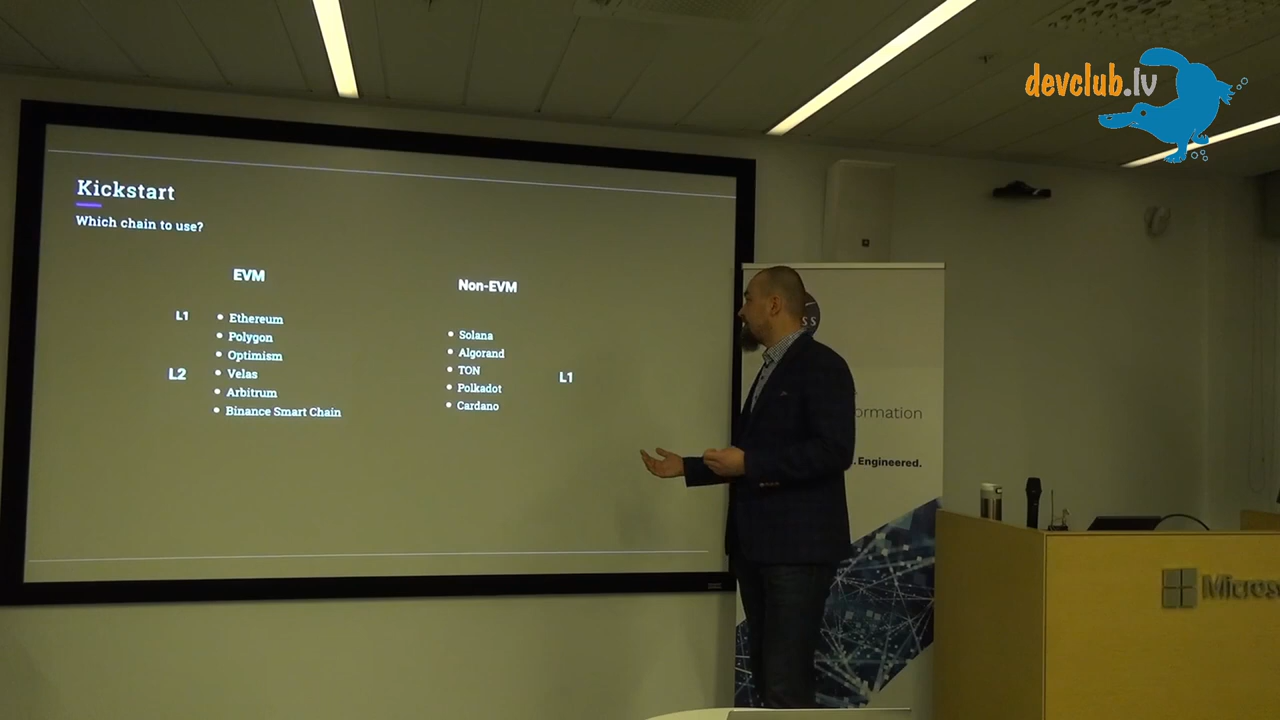 devclub.lv
Kickstart
Which chain to use?
EVM
Non-EVM
L1
L2
Ethereum
Polygon
Optimism
Velas
Arbitrum
Binance Smart Chain
Solana
Algorand
TON
Polkadot
Cardano
L1
SS
ormation
. Engineered.
Micros